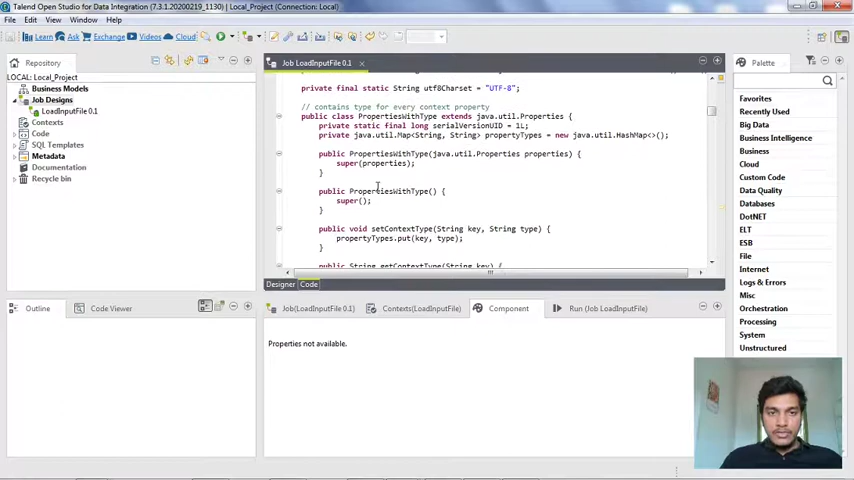 Talend Open Studio for Data Integration (7.3.1.20200219_1130) | Local_Project (Connection: Local)
File Edit View Window Help
Learn Ask Exchange Videos Cloud
Repository
LOCAL: Local_Project
Business Models
Job Designs
LoadInputFile 0.1
Contexts
Code
SQL Templates
Metadata
Documentation
Recycle bin
Job LoadInputFile 0.1
private final static String utf8Charset = "UTF-8";
// contains type for every context property
public class PropertiesWithType extends java.util.Properties {
private static final long serialVersionUID = 1L;
private java.util.Map<String, String> propertyTypes = new java.util.HashMap<>();
public PropertiesWithType(java.util.Properties properties) {
super(properties);
}
public PropertiesWithType() {
super();
}
public void setContextType(String key, String type) {
propertyTypes.put(key, type);
}
public String getContextType(String key) {
Designer Code
Palette
Favorites
Recently Used
Big Data
Business Intelligence
Business
Cloud
Custom Code
Data Quality
Databases
DotNET
ELT
ESB
File
Internet
Logs & Errors
Misc
Orchestration
Processing
System
Unstructured
Outline Code Viewer
Job(LoadInputFile 0.1) Contexts(LoadInputFile) Component Run (Job LoadInputFile)
Properties not available.